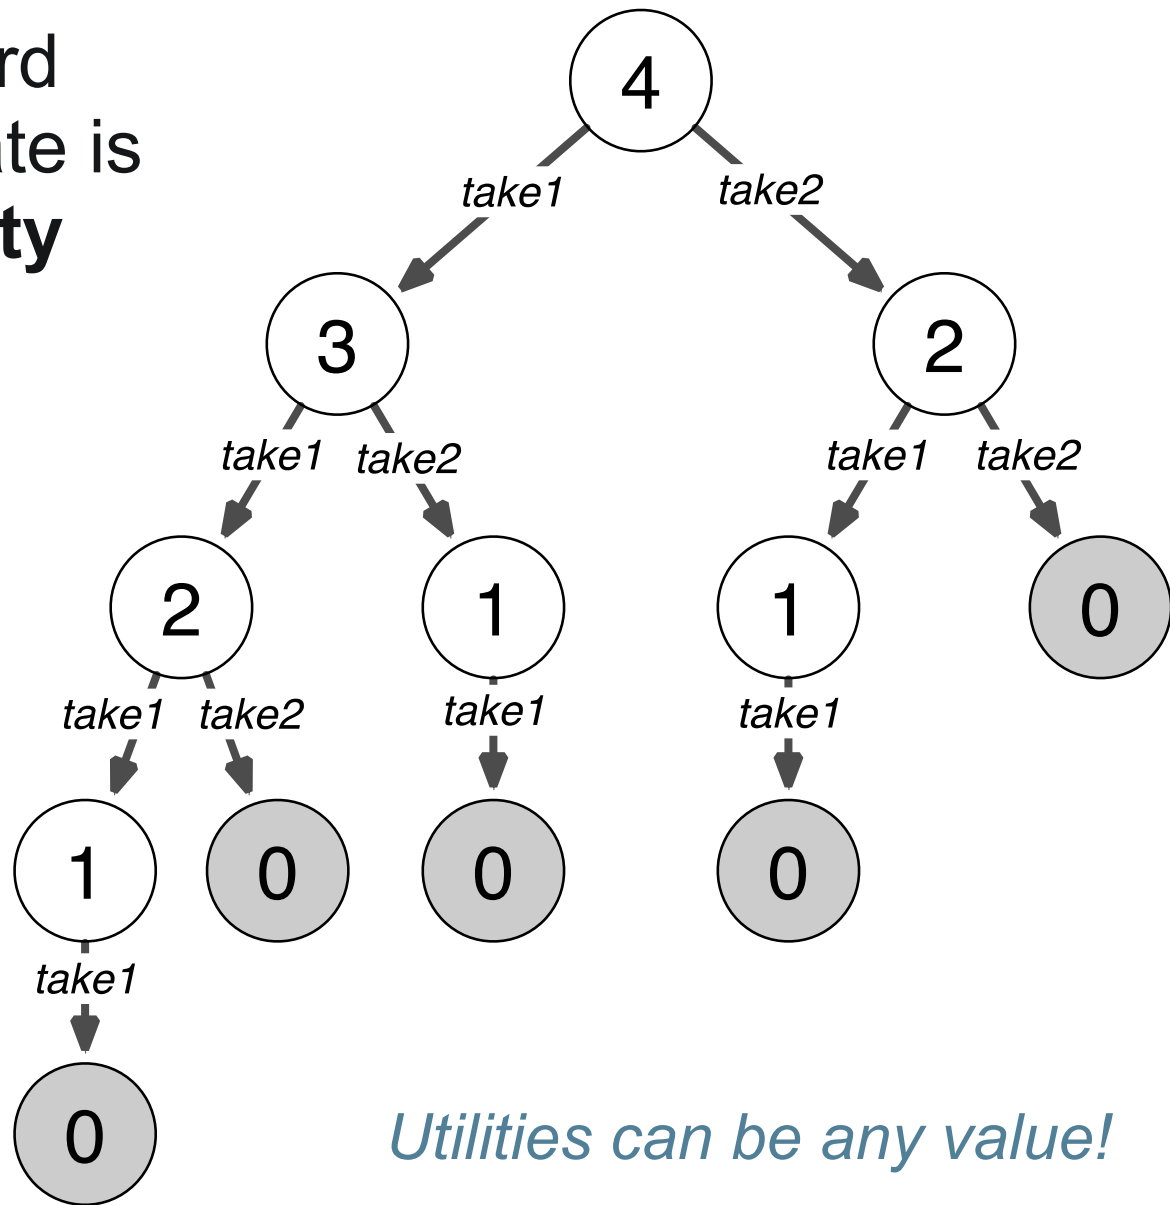 4
take1 take2
3 2
take1 take2 take1 take2
2 1 1 0
take1 take2 take1 take1
1 0 0 0
take1
0
is
Utilities can be any value!